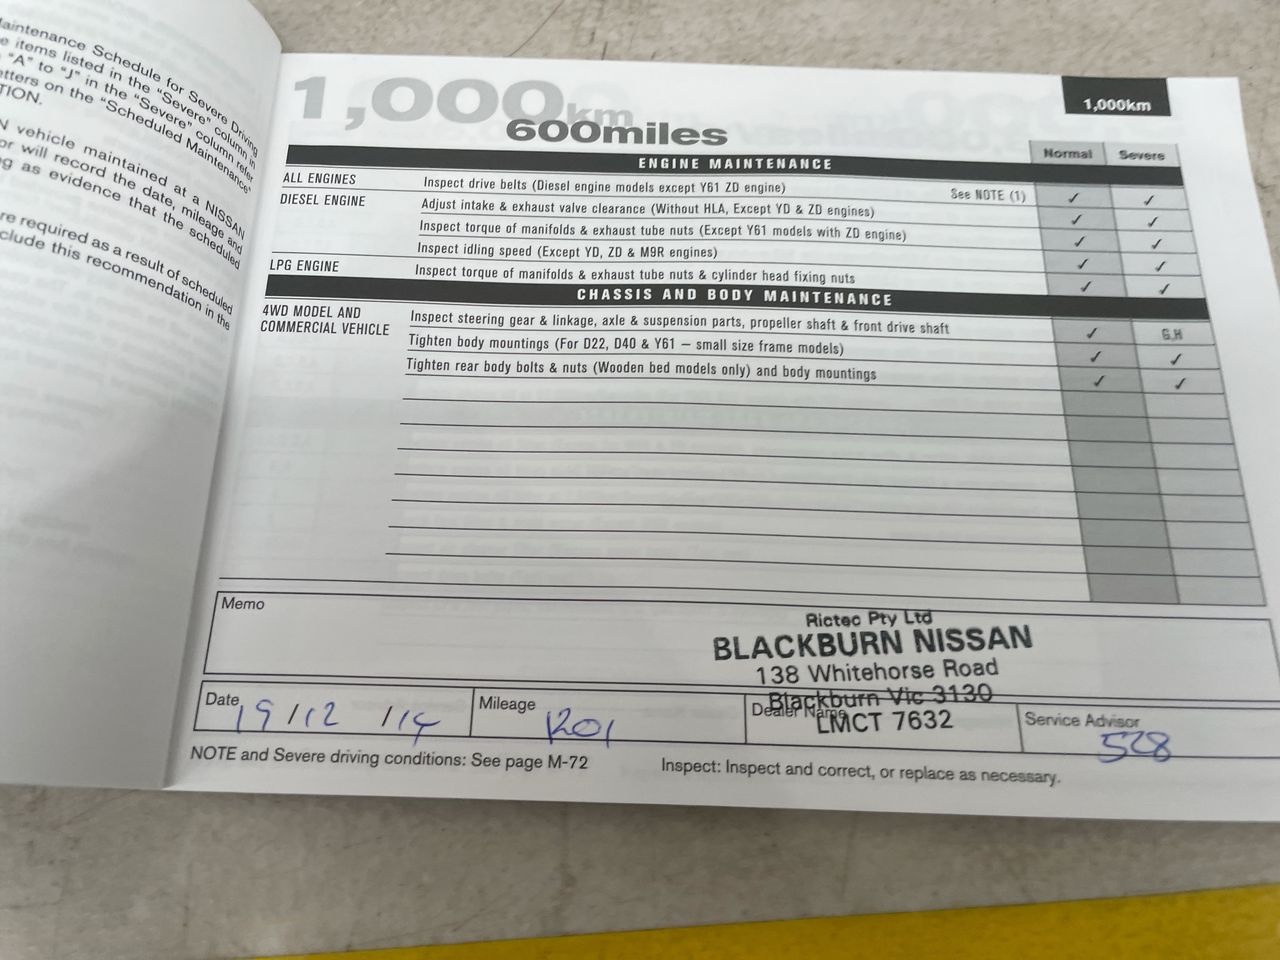 aintenance Schedule for Severe Driving
e items listed in the "Severe" column in
"A" to "J" in the "Severe" column refer
etters on the "Scheduled Maintenance"
TION.
N vehicle maintained at a NISSAN
or will record the date, mileage and
g as evidence that the scheduled
re required as a result of scheduled
clude this recommendation in the
1,000km
600miles
1,000km
Normal Severe
ENGINE MAINTENANCE
ALL ENGINES Inspect drive belts (Diesel engine models except Y61 ZD engine) See NOTE (1) ✓ ✓
DIESEL ENGINE Adjust intake & exhaust valve clearance (Without HLA, Except YD & ZD engines) ✓ ✓
Inspect torque of manifolds & exhaust tube nuts (Except Y61 models with ZD engine) ✓ ✓
Inspect idling speed (Except YD, ZD & M9R engines) ✓ ✓
LPG ENGINE Inspect torque of manifolds & exhaust tube nuts & cylinder head fixing nuts ✓ ✓
CHASSIS AND BODY MAINTENANCE
4WD MODEL AND COMMERCIAL VEHICLE Inspect steering gear & linkage, axle & suspension parts, propeller shaft & front drive shaft ✓ G,H
Tighten body mountings (For D22, D40 & Y61 – small size frame models) ✓ ✓
Tighten rear body bolts & nuts (Wooden bed models only) and body mountings ✓ ✓
Memo
Rictec Pty Ltd
BLACKBURN NISSAN
138 Whitehorse Road
Blackburn Vic 3130
LMCT 7632
Date 19/12/14
Mileage 1201
Dealer Name
Service Advisor 528
NOTE and Severe driving conditions: See page M-72
Inspect: Inspect and correct, or replace as necessary.